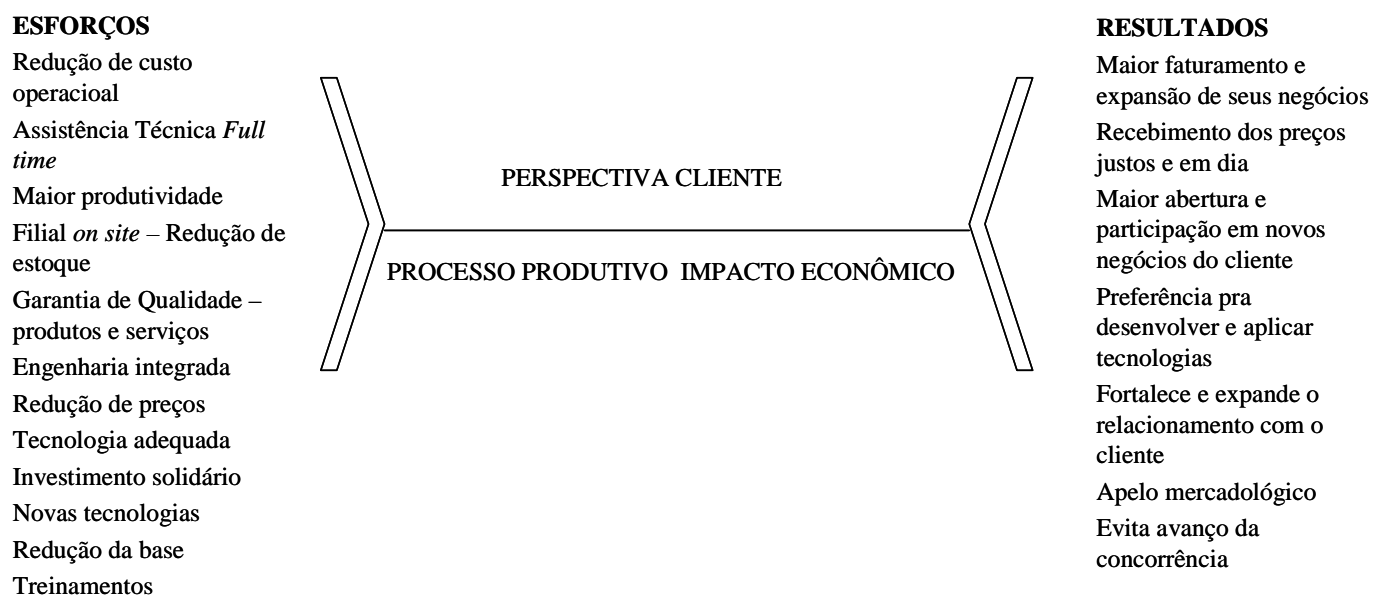 ESFORÇOS
Redução de custo
operacioal
Assistência Técnica Full
time
Maior produtividade
Filial on site – Redução de
estoque
Garantia de Qualidade –
produtos e serviços
Engenharia integrada
Redução de preços
Tecnologia adequada
Investimento solidário
Novas tecnologias
Redução da base
Treinamentos
PERSPECTIVA CLIENTE
PROCESSO PRODUTIVO IMPACTO ECONÔMICO
RESULTADOS
Maior faturamento e
expansão de seus negócios
Recebimento dos preços
justos e em dia
Maior abertura e
participação em novos
negócios do cliente
Preferência pra
desenvolver e aplicar
tecnologias
Fortalece e expande o
relacionamento com o
cliente
Apelo mercadológico
Evita avanço da
concorrência